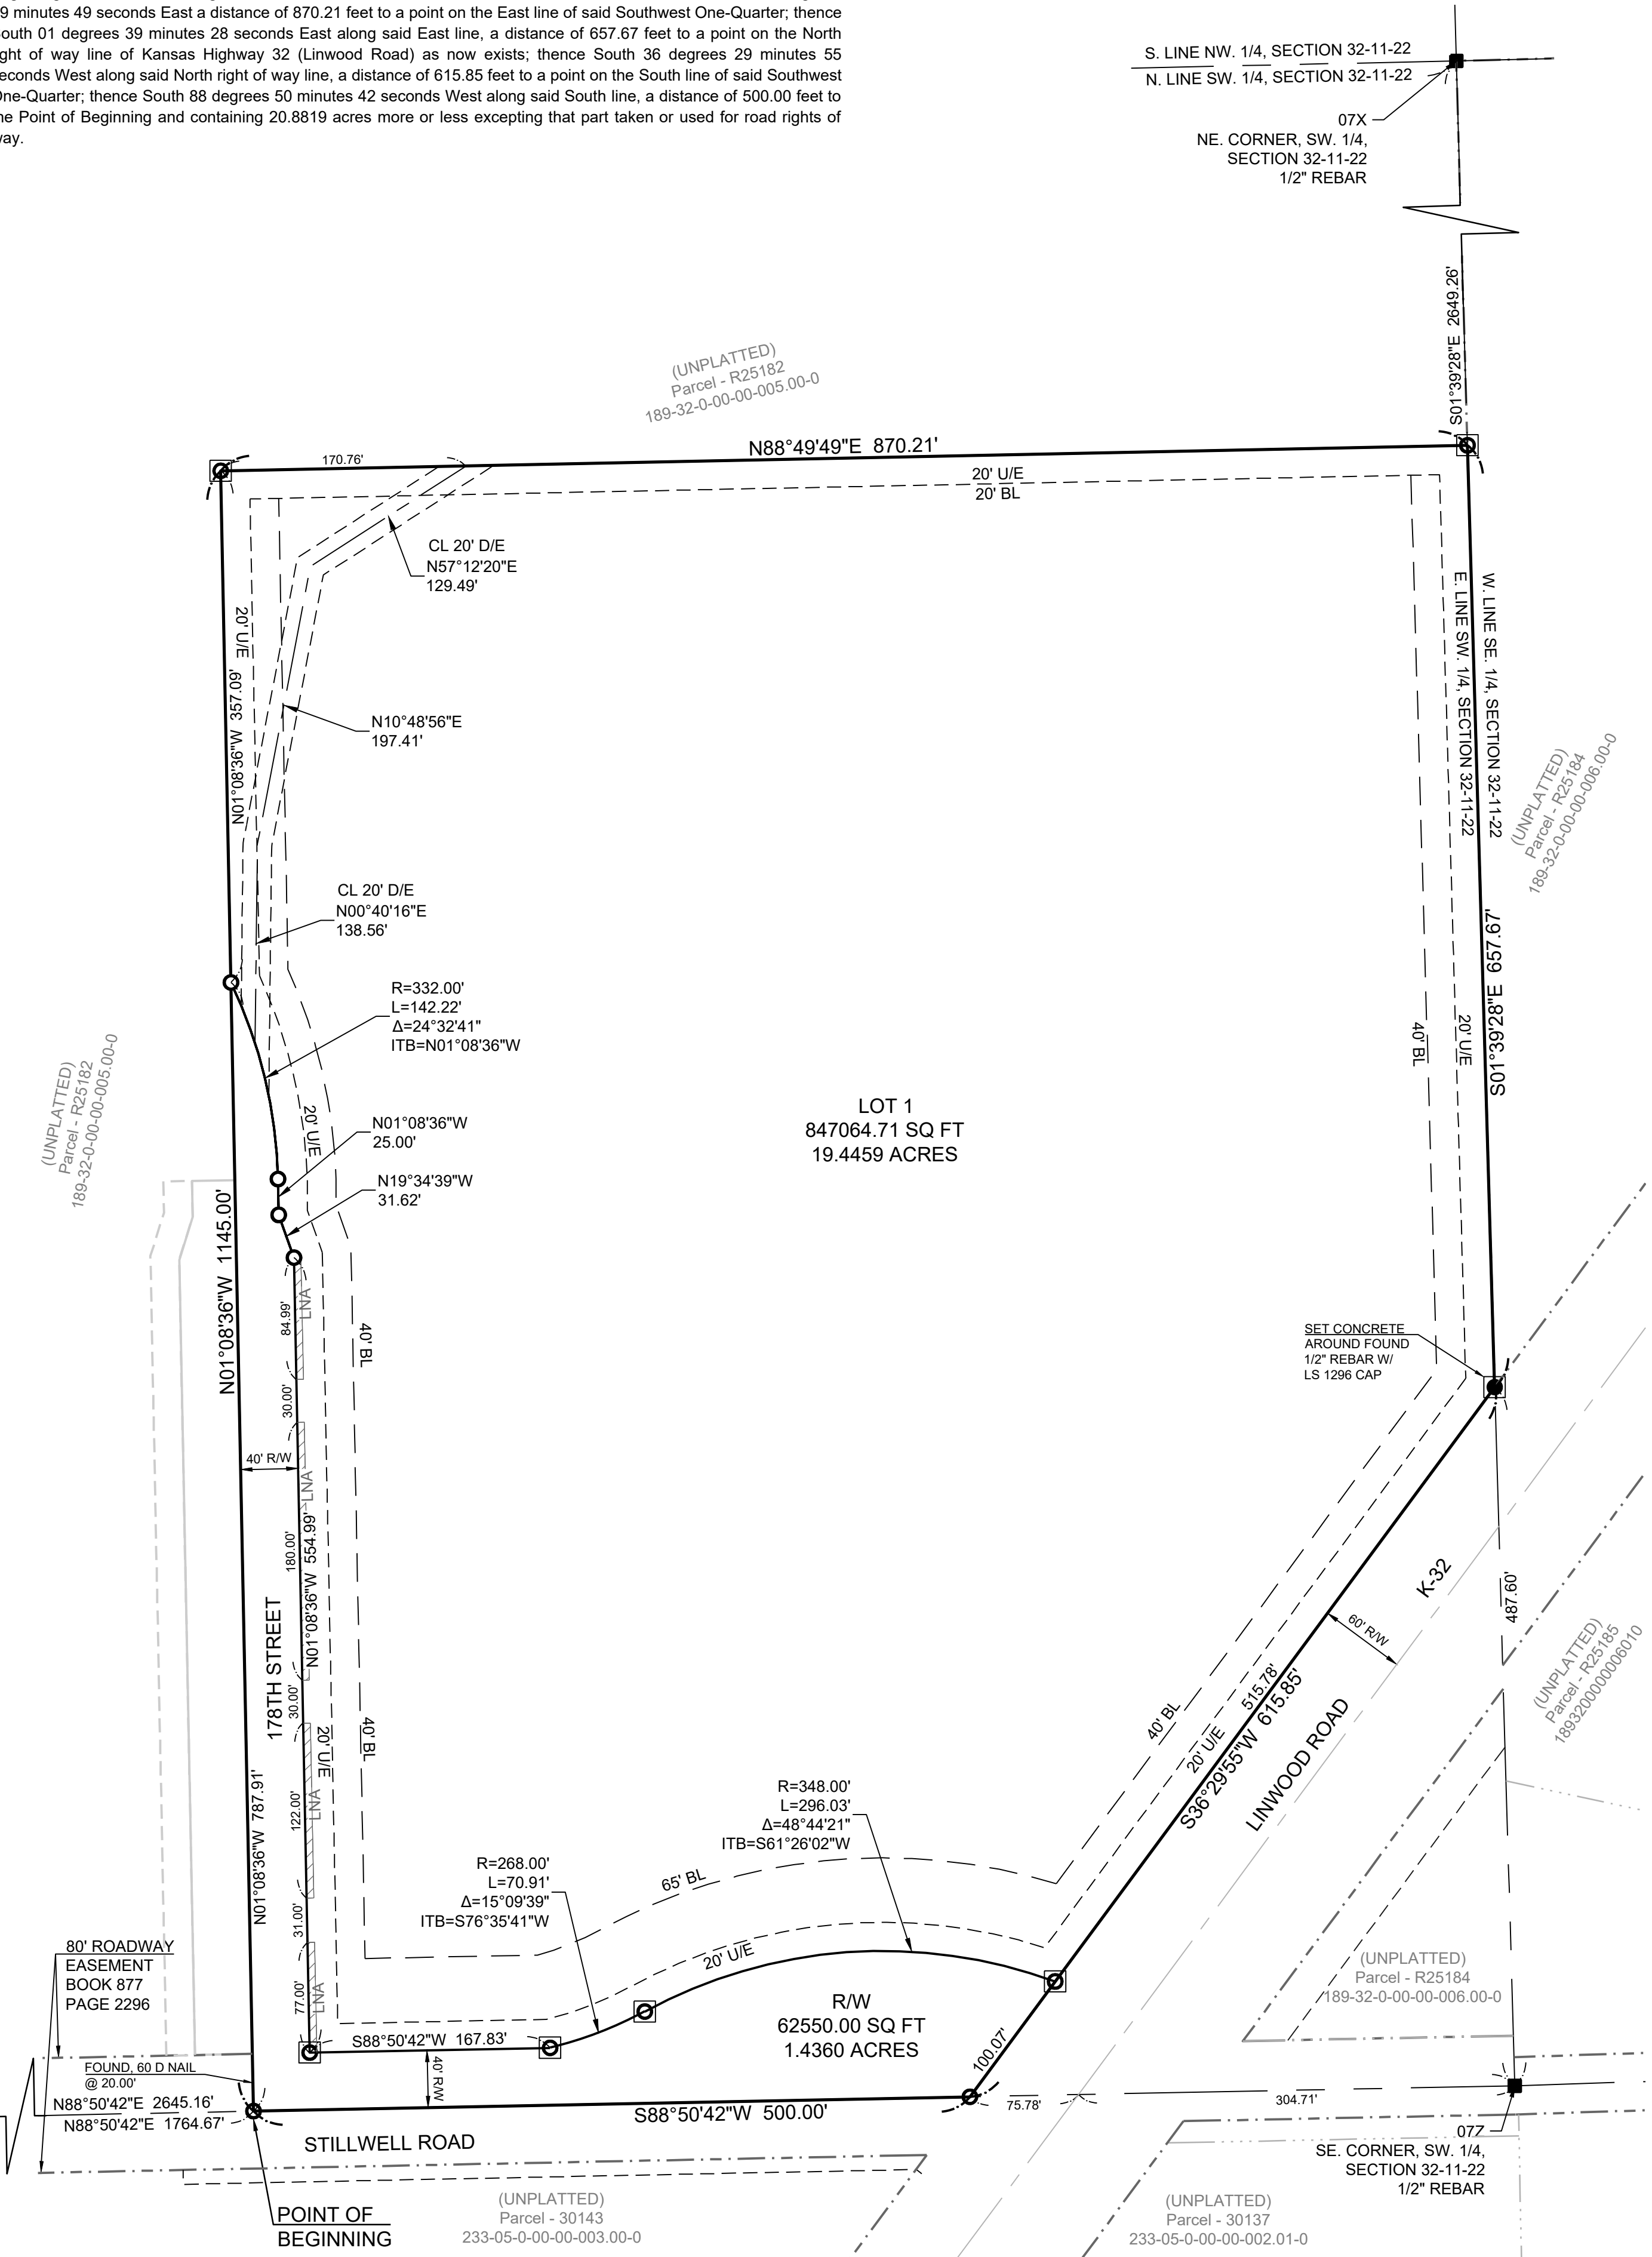 9 minutes 49 seconds East a distance of 870.21 feet to a point on the East line of said Southwest One-Quarter; thence
outh 01 degrees 39 minutes 28 seconds East along said East line, a distance of 657.67 feet to a point on the North
ght of way line of Kansas Highway 32 (Linwood Road) as now exists; thence South 36 degrees 29 minutes 55
econds West along said North right of way line, a distance of 615.85 feet to a point on the South line of said Southwest
One-Quarter; thence South 88 degrees 50 minutes 42 seconds West along said South line, a distance of 500.00 feet to
he Point of Beginning and containing 20.8819 acres more or less excepting that part taken or used for road rights of
way.
S. LINE NW. 1/4, SECTION 32-11-22
N. LINE SW. 1/4, SECTION 32-11-22
07X
NE. CORNER, SW. 1/4,
SECTION 32-11-22
1/2" REBAR
S01°39'28"E 2649.26'
(UNPLATTED)
Parcel - R25182
189-32-0-00-00-005.00-0
N88°49'49"E 870.21'
170.76'
20' U/E
20' BL
CL 20' D/E
N57°12'20"E
129.49'
20' U/E
N01°08'36"W 357.09'
N10°48'56"E
197.41'
W. LINE SE. 1/4, SECTION 32-11-22
E. LINE SW. 1/4, SECTION 32-11-22
(UNPLATTED)
Parcel - R25184
189-32-0-00-00-006.00-0
CL 20' D/E
N00°40'16"E
138.56'
S01°39'28"E 657.67'
R=332.00'
L=142.22'
Δ=24°32'41"
ITB=N01°08'36"W
40' BL
20' U/E
(UNPLATTED)
Parcel - R25182
189-32-0-00-00-005.00-0
20' U/E
N01°08'36"W
25.00'
LOT 1
847064.71 SQ FT
19.4459 ACRES
N19°34'39"W
31.62'
N01°08'36"W 1145.00'
84.99'
LNA
40' BL
SET CONCRETE
AROUND FOUND
1/2" REBAR W/
LS 1296 CAP
30.00'
40' R/W
LNA
180.00'
N01°08'36"W 554.99'
K-32
487.60'
60' R/W
178TH STREET
30.00'
(UNPLATTED)
Parcel - R25185
1893200000006010
20' U/E
40' BL
40' BL
20' U/E
515.78'
S36°29'55"W 615.85'
LINWOOD ROAD
N01°08'36"W 787.91'
122.00'
LNA
R=348.00'
L=296.03'
Δ=48°44'21"
ITB=S61°26'02"W
R=268.00'
L=70.91'
Δ=15°09'39"
ITB=S76°35'41"W
65' BL
31.00'
20' U/E
80' ROADWAY
EASEMENT
BOOK 877
PAGE 2296
77.00'
LNA
(UNPLATTED)
Parcel - R25184
189-32-0-00-00-006.00-0
R/W
62550.00 SQ FT
1.4360 ACRES
S88°50'42"W 167.83'
40' R/W
100.07'
FOUND, 60 D NAIL
@ 20.00'
N88°50'42"E 2645.16'
N88°50'42"E 1764.67'
S88°50'42"W 500.00'
75.78'
304.71'
STILLWELL ROAD
07Z
SE. CORNER, SW. 1/4,
SECTION 32-11-22
1/2" REBAR
POINT OF
BEGINNING
(UNPLATTED)
Parcel - 30143
233-05-0-00-00-003.00-0
(UNPLATTED)
Parcel - 30137
233-05-0-00-00-002.01-0